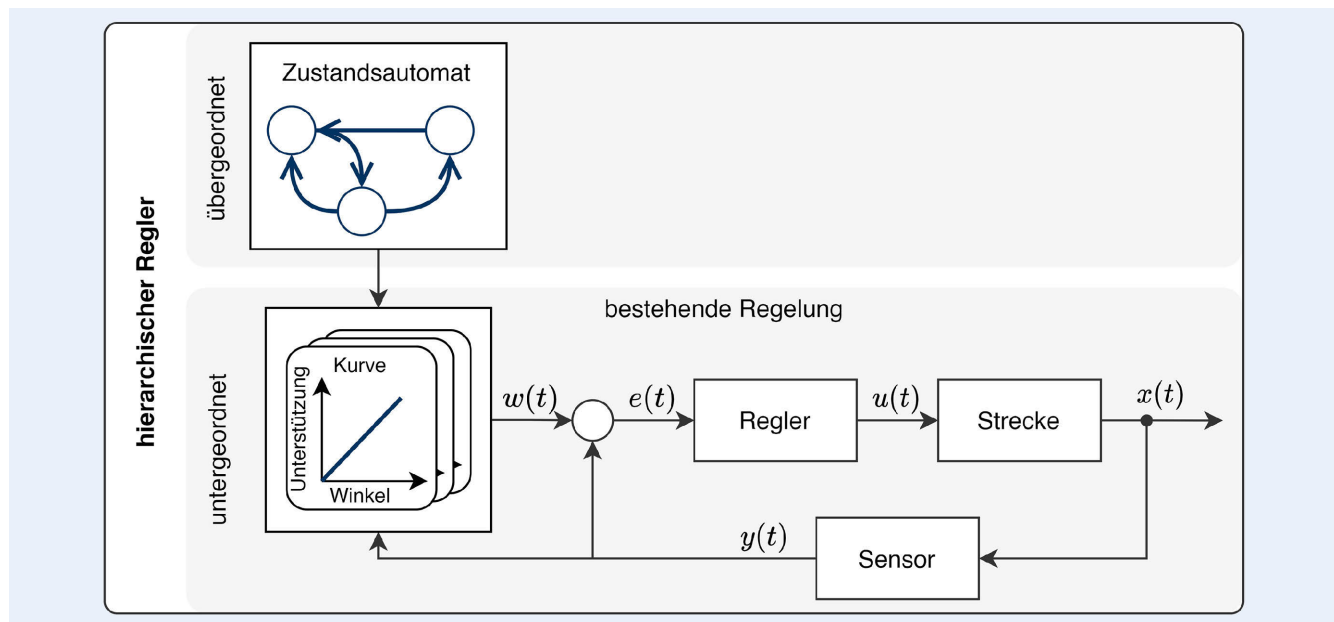 hierarchischer Regler
übergeordnet
Zustandsautomat
untergeordnet
bestehende Regelung
Kurve
Unterstützung
Winkel
w(t)
e(t)
Regler
u(t)
Strecke
x(t)
y(t)
Sensor